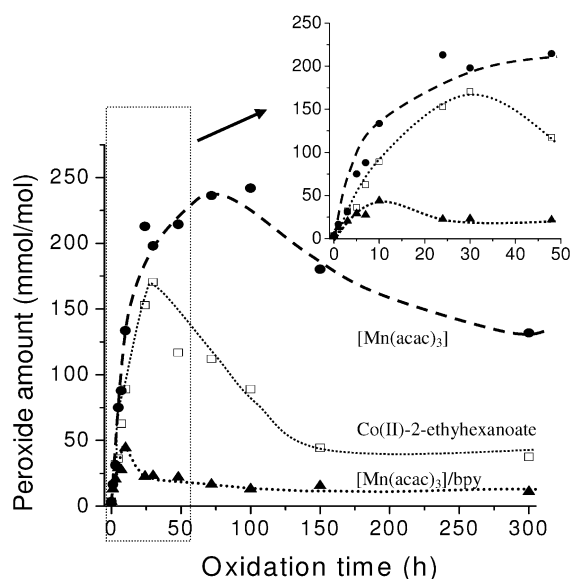 250
200
150
100
50
0
0 10 20 30 40 50
250
200
150
100
50
0
0 50 100 150 200 250 300
Peroxide amount (mmol/mol)
Oxidation time (h)
[Mn(acac)₃]
Co(II)-2-ethyhexanoate
[Mn(acac)₃]/bpy